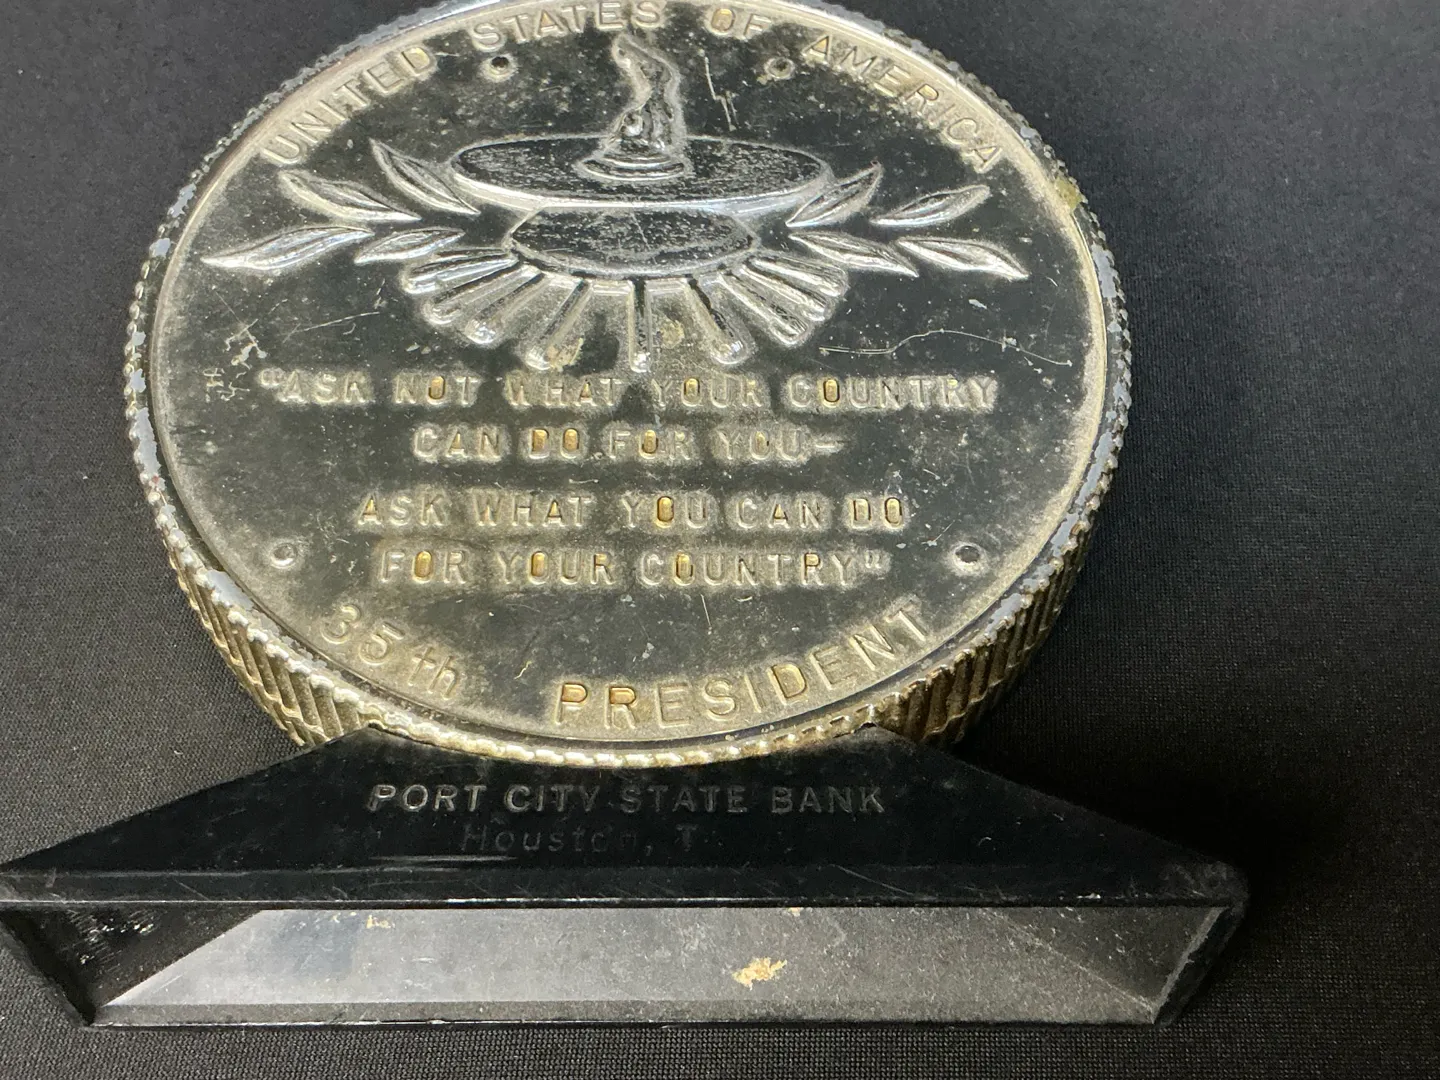 UNITED STATES OF AMERICA
“ASK NOT WHAT YOUR COUNTRY
CAN DO FOR YOU—
ASK WHAT YOU CAN DO
FOR YOUR COUNTRY”
35th PRESIDENT
PORT CITY STATE BANK
Houston, T